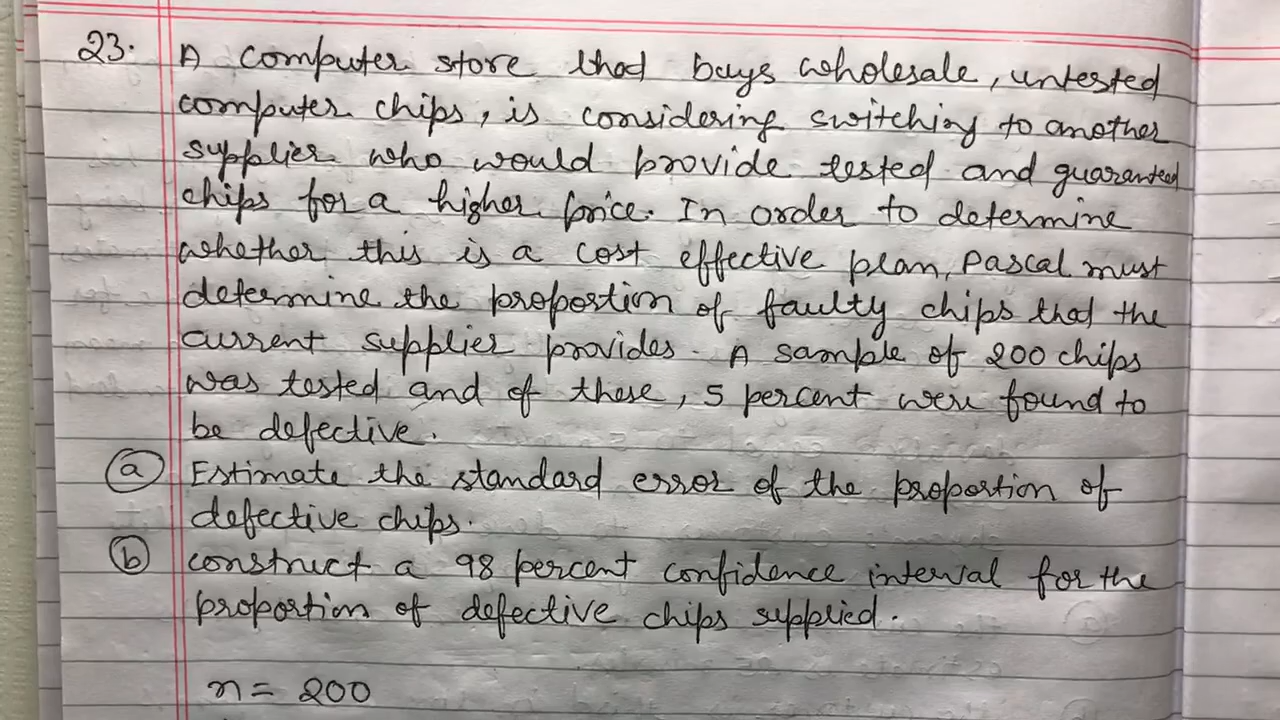 23. A computer store that buys wholesale, untested
computer chips, is considering switching to another
supplier who would provide tested and guaranteed
chips for a higher price. In order to determine
whether this is a cost effective plan, Pascal must
determine the proportion of faulty chips that the
current supplier provides. A sample of 200 chips
was tested and of these, 5 percent were found to
be defective.
(a) Estimate the standard error of the proportion of
defective chips.
(b) construct a 98 percent confidence interval for the
proportion of defective chips supplied.
n = 200